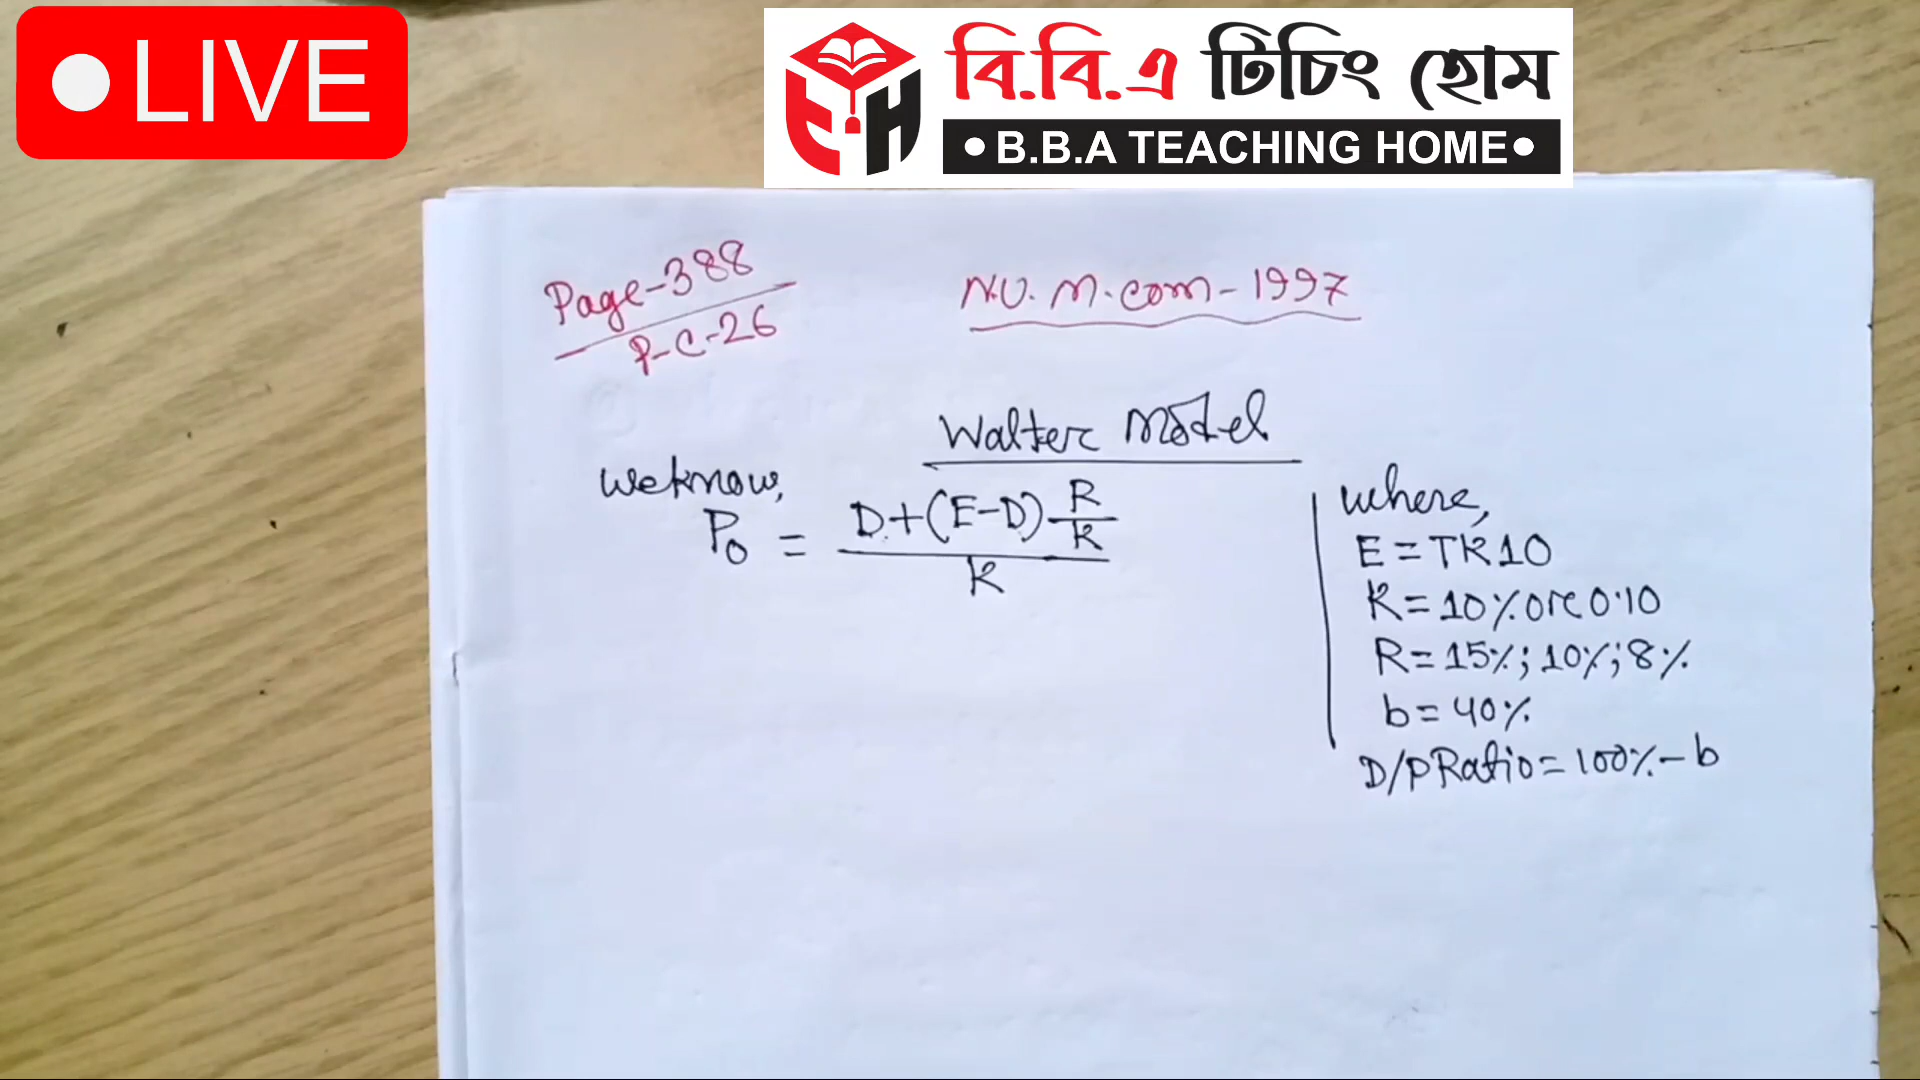 LIVE
বি.বি.এ টিচিং হোম
•B.B.A TEACHING HOME•
Page-388
P-C-26
N.U. M.com-1997
Walter Model
We know,
P₀ = D+(E-D) R/K
K
where,
E = TK10
K = 10% or 0.10
R = 15%; 10%; 8%
b = 40%
D/P Ratio = 100% - b